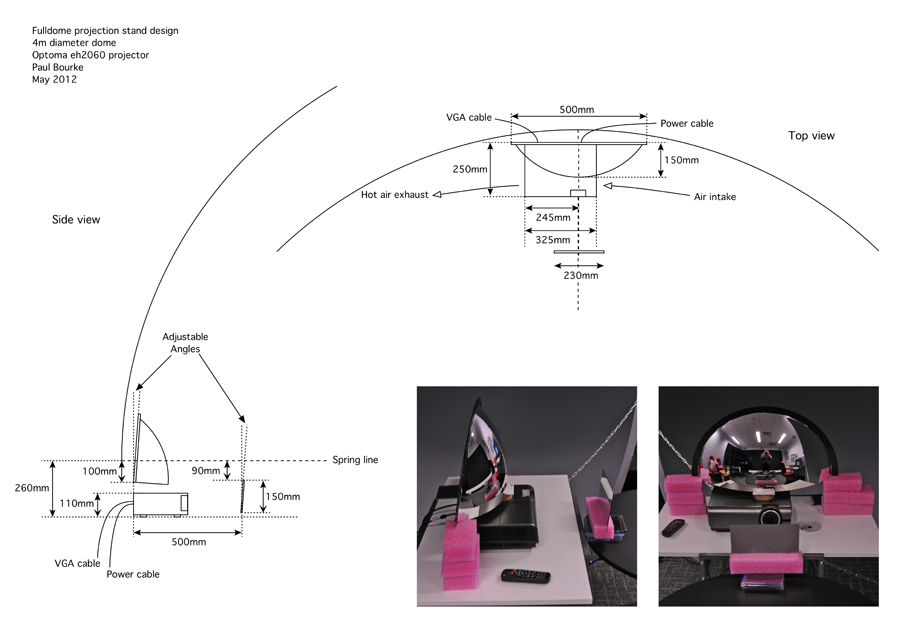 Fulldome projection stand design
4m diameter dome
Optoma eh2060 projector
Paul Bourke
May 2012
500mm
VGA cable
Power cable
Top view
250mm
150mm
Hot air exhaust
Air intake
245mm
325mm
230mm
Side view
Adjustable
Angles
Spring line
100mm
90mm
260mm
110mm
150mm
500mm
VGA cable
Power cable